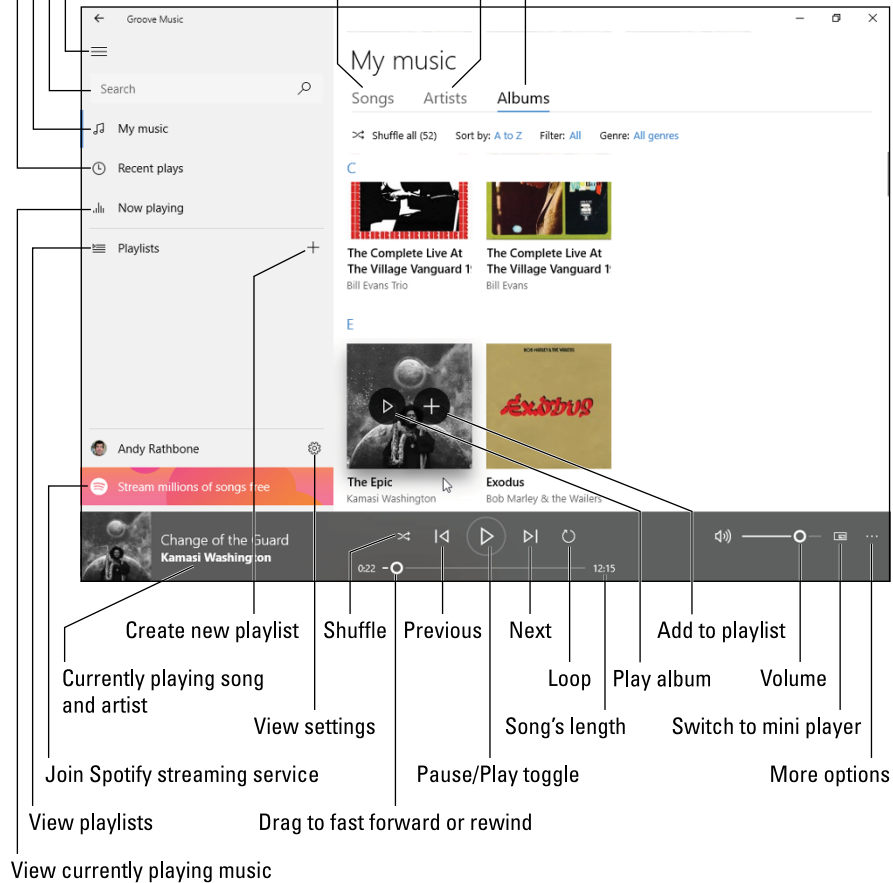 Groove Music
My music
Search
Songs Artists Albums
My music
Shuffle all (52) Sort by: A to Z Filter: All Genre: All genres
Recent plays
C
Now playing
Playlists
The Complete Live At
The Village Vanguard 1
Bill Evans Trio
The Complete Live At
The Village Vanguard 1
Bill Evans
E
BOB MARLEY & THE WAILERS
EXODUS
Andy Rathbone
Stream millions of songs free
The Epic
Kamasi Washington
Exodus
Bob Marley & the Wailers
Change of the Guard
Kamasi Washington
0:22 12:15
Create new playlist Shuffle Previous Next Add to playlist
Currently playing song
and artist
Loop Play album Volume
View settings Song's length Switch to mini player
Join Spotify streaming service Pause/Play toggle More options
View playlists Drag to fast forward or rewind
View currently playing music